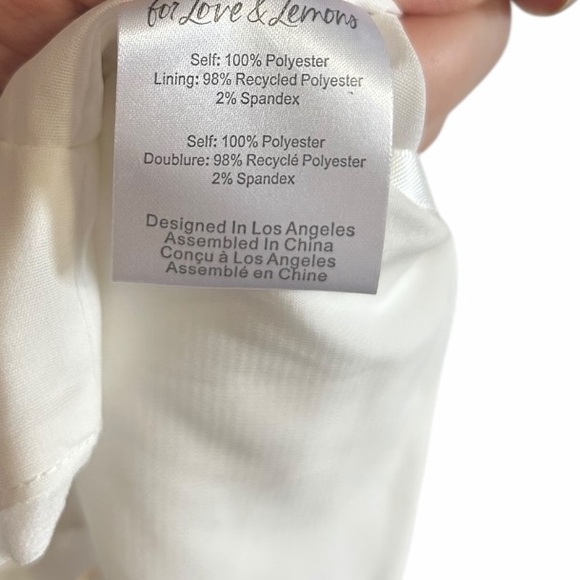 for Love & Lemons
Self: 100% Polyester
Lining: 98% Recycled Polyester
2% Spandex
Self: 100% Polyester
Doublure: 98% Recyclé Polyester
2% Spandex
Designed In Los Angeles
Assembled In China
Conçu à Los Angeles
Assemblé en Chine